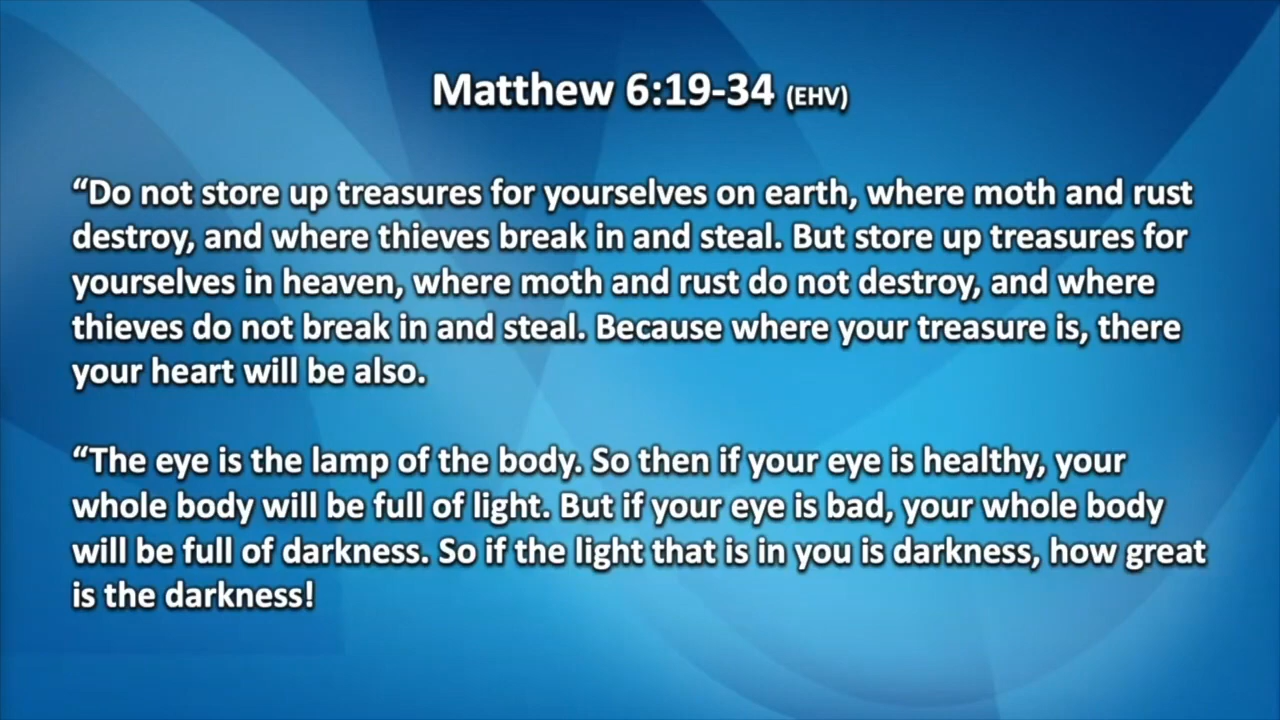 Matthew 6:19-34 (EHV)
“Do not store up treasures for yourselves on earth, where moth and rust
destroy, and where thieves break in and steal. But store up treasures for
yourselves in heaven, where moth and rust do not destroy, and where
thieves do not break in and steal. Because where your treasure is, there
your heart will be also.
“The eye is the lamp of the body. So then if your eye is healthy, your
whole body will be full of light. But if your eye is bad, your whole body
will be full of darkness. So if the light that is in you is darkness, how great
is the darkness!